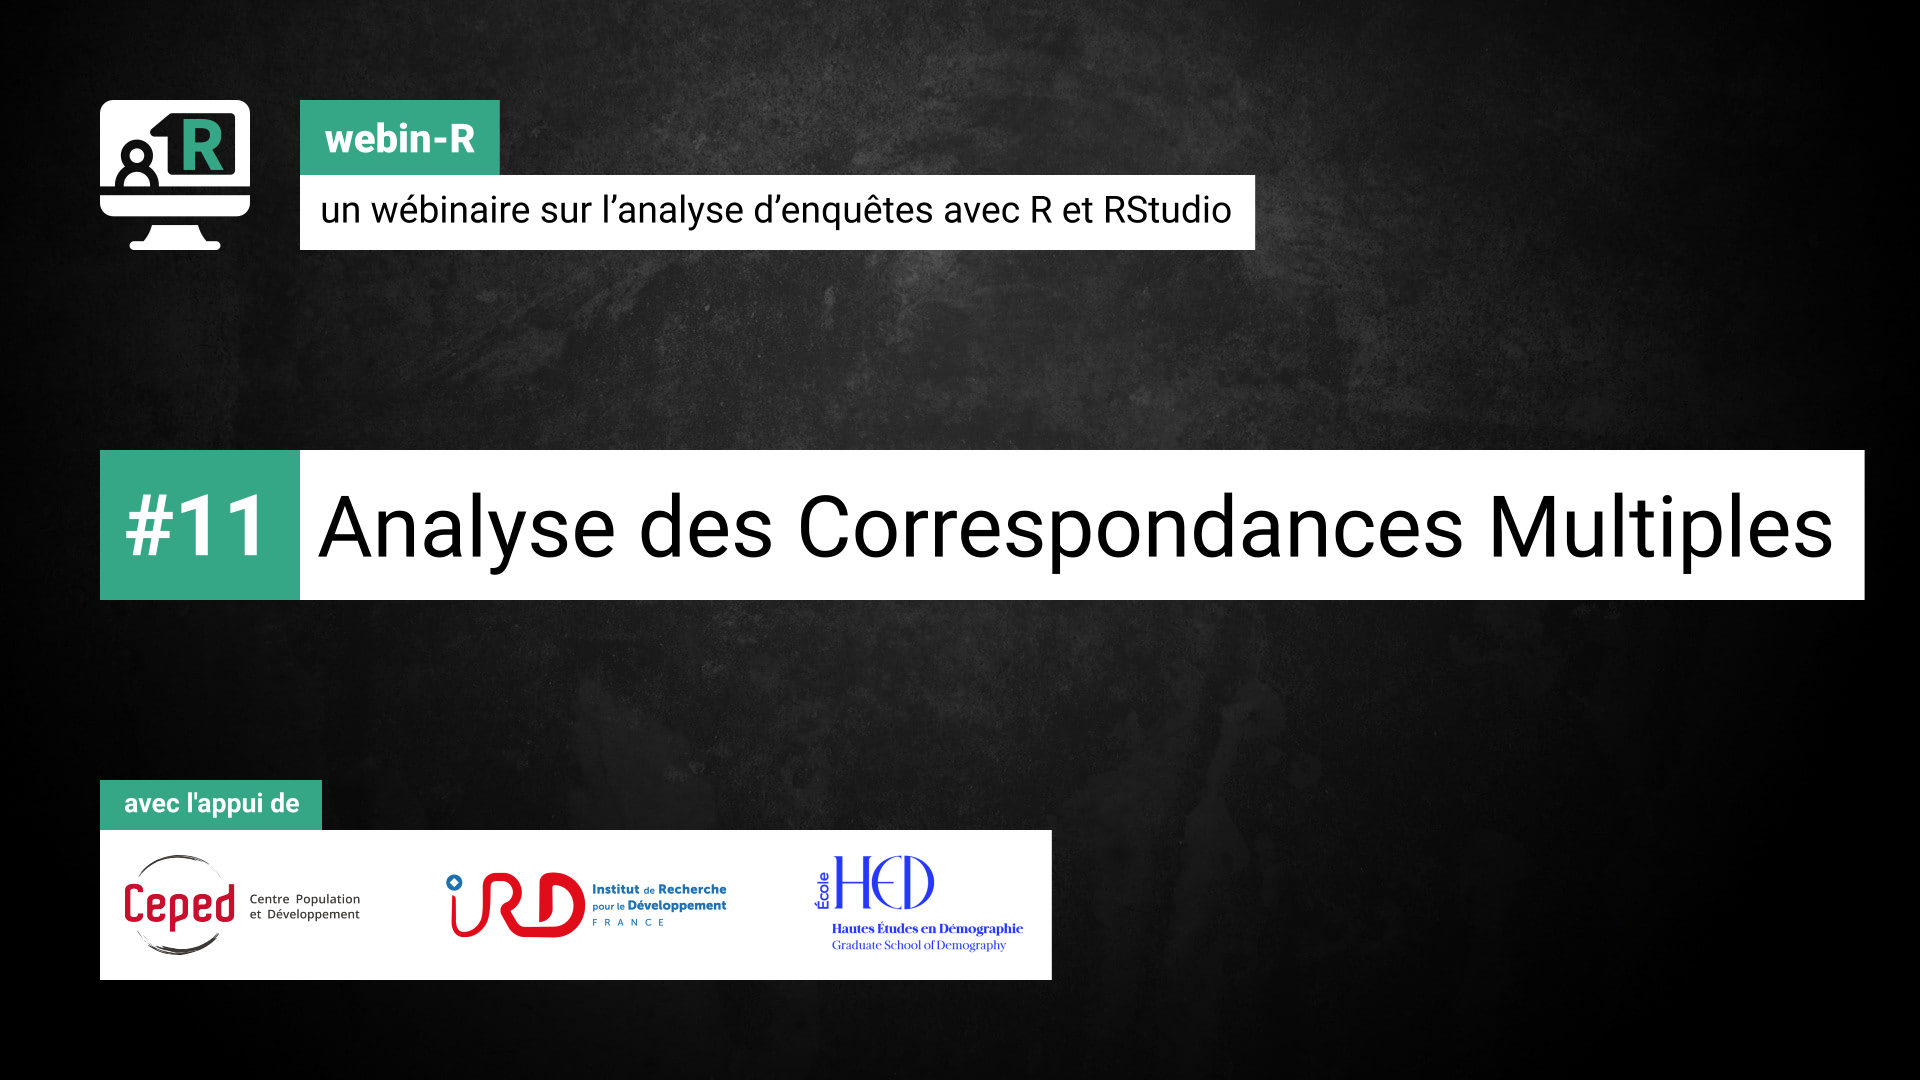 R
webin-R
un wébinaire sur l’analyse d’enquêtes avec R et RStudio
#11 Analyse des Correspondances Multiples
avec l'appui de
Ceped
Centre Population
et Développement
IRD
Institut de Recherche
pour le Développement
FRANCE
École
HED
Hautes Études en Démographie
Graduate School of Demography